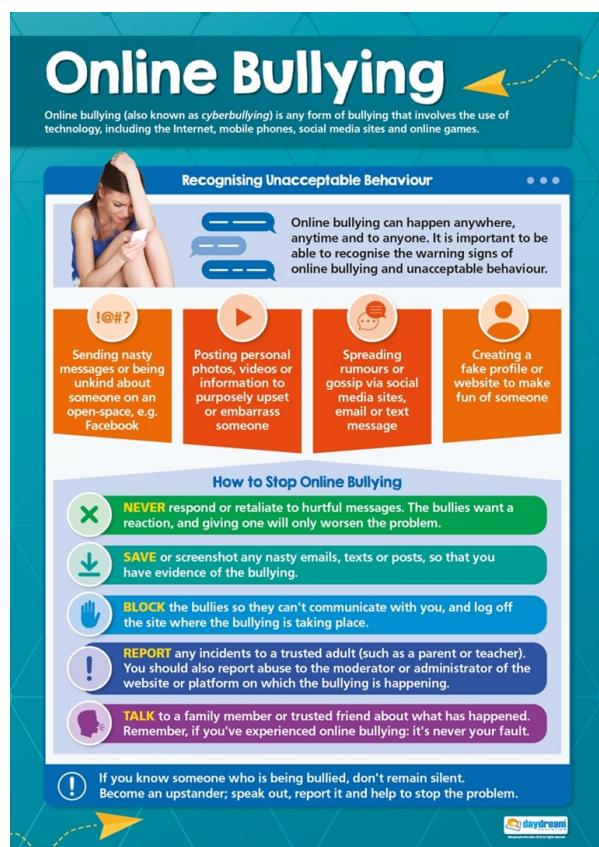 Online Bullying
Online bullying (also known as cyberbullying) is any form of bullying that involves the use of
technology, including the Internet, mobile phones, social media sites and online games.
Recognising Unacceptable Behaviour
Online bullying can happen anywhere,
anytime and to anyone. It is important to be
able to recognise the warning signs of
online bullying and unacceptable behaviour.
!@#?
Sending nasty
messages or being
unkind about
someone on an
open-space, e.g.
Facebook
Posting personal
photos, videos or
information to
purposely upset
or embarrass
someone
Spreading
rumours or
gossip via social
media sites,
email or text
message
Creating a
fake profile or
website to make
fun of someone
How to Stop Online Bullying
NEVER respond or retaliate to hurtful messages. The bullies want a
reaction, and giving one will only worsen the problem.
SAVE or screenshot any nasty emails, texts or posts, so that you
have evidence of the bullying.
BLOCK the bullies so they can't communicate with you, and log off
the site where the bullying is taking place.
!
REPORT any incidents to a trusted adult (such as a parent or teacher).
You should also report abuse to the moderator or administrator of the
website or platform on which the bullying is happening.
TALK to a family member or trusted friend about what has happened.
Remember, if you've experienced online bullying: it's never your fault.
!
If you know someone who is being bullied, don't remain silent.
Become an upstander; speak out, report it and help to stop the problem.
daydream
EDUCATION